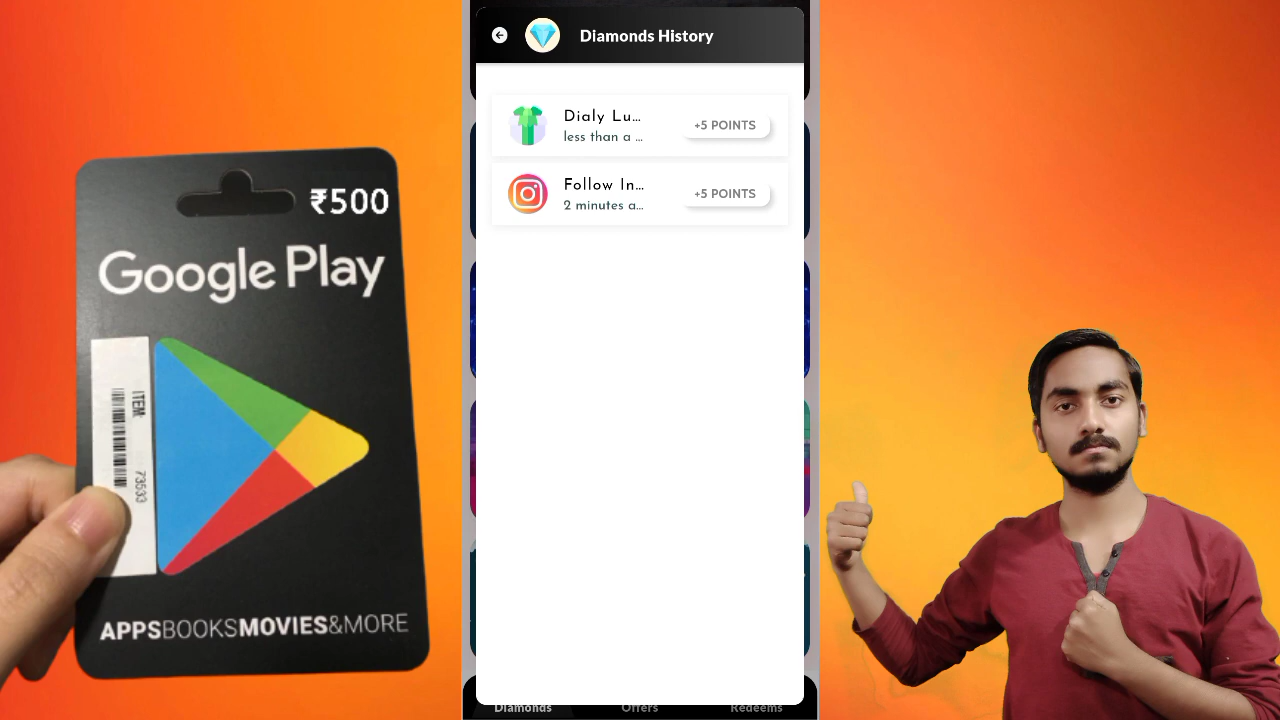 ₹500
Google Play
ITEM:
73533
APPSBOOKSMOVIES&MORE
Diamonds History
Dialy Lu...
less than a ...
+5 POINTS
Follow In...
2 minutes a...
+5 POINTS
Diamonds
Offers
Redeems